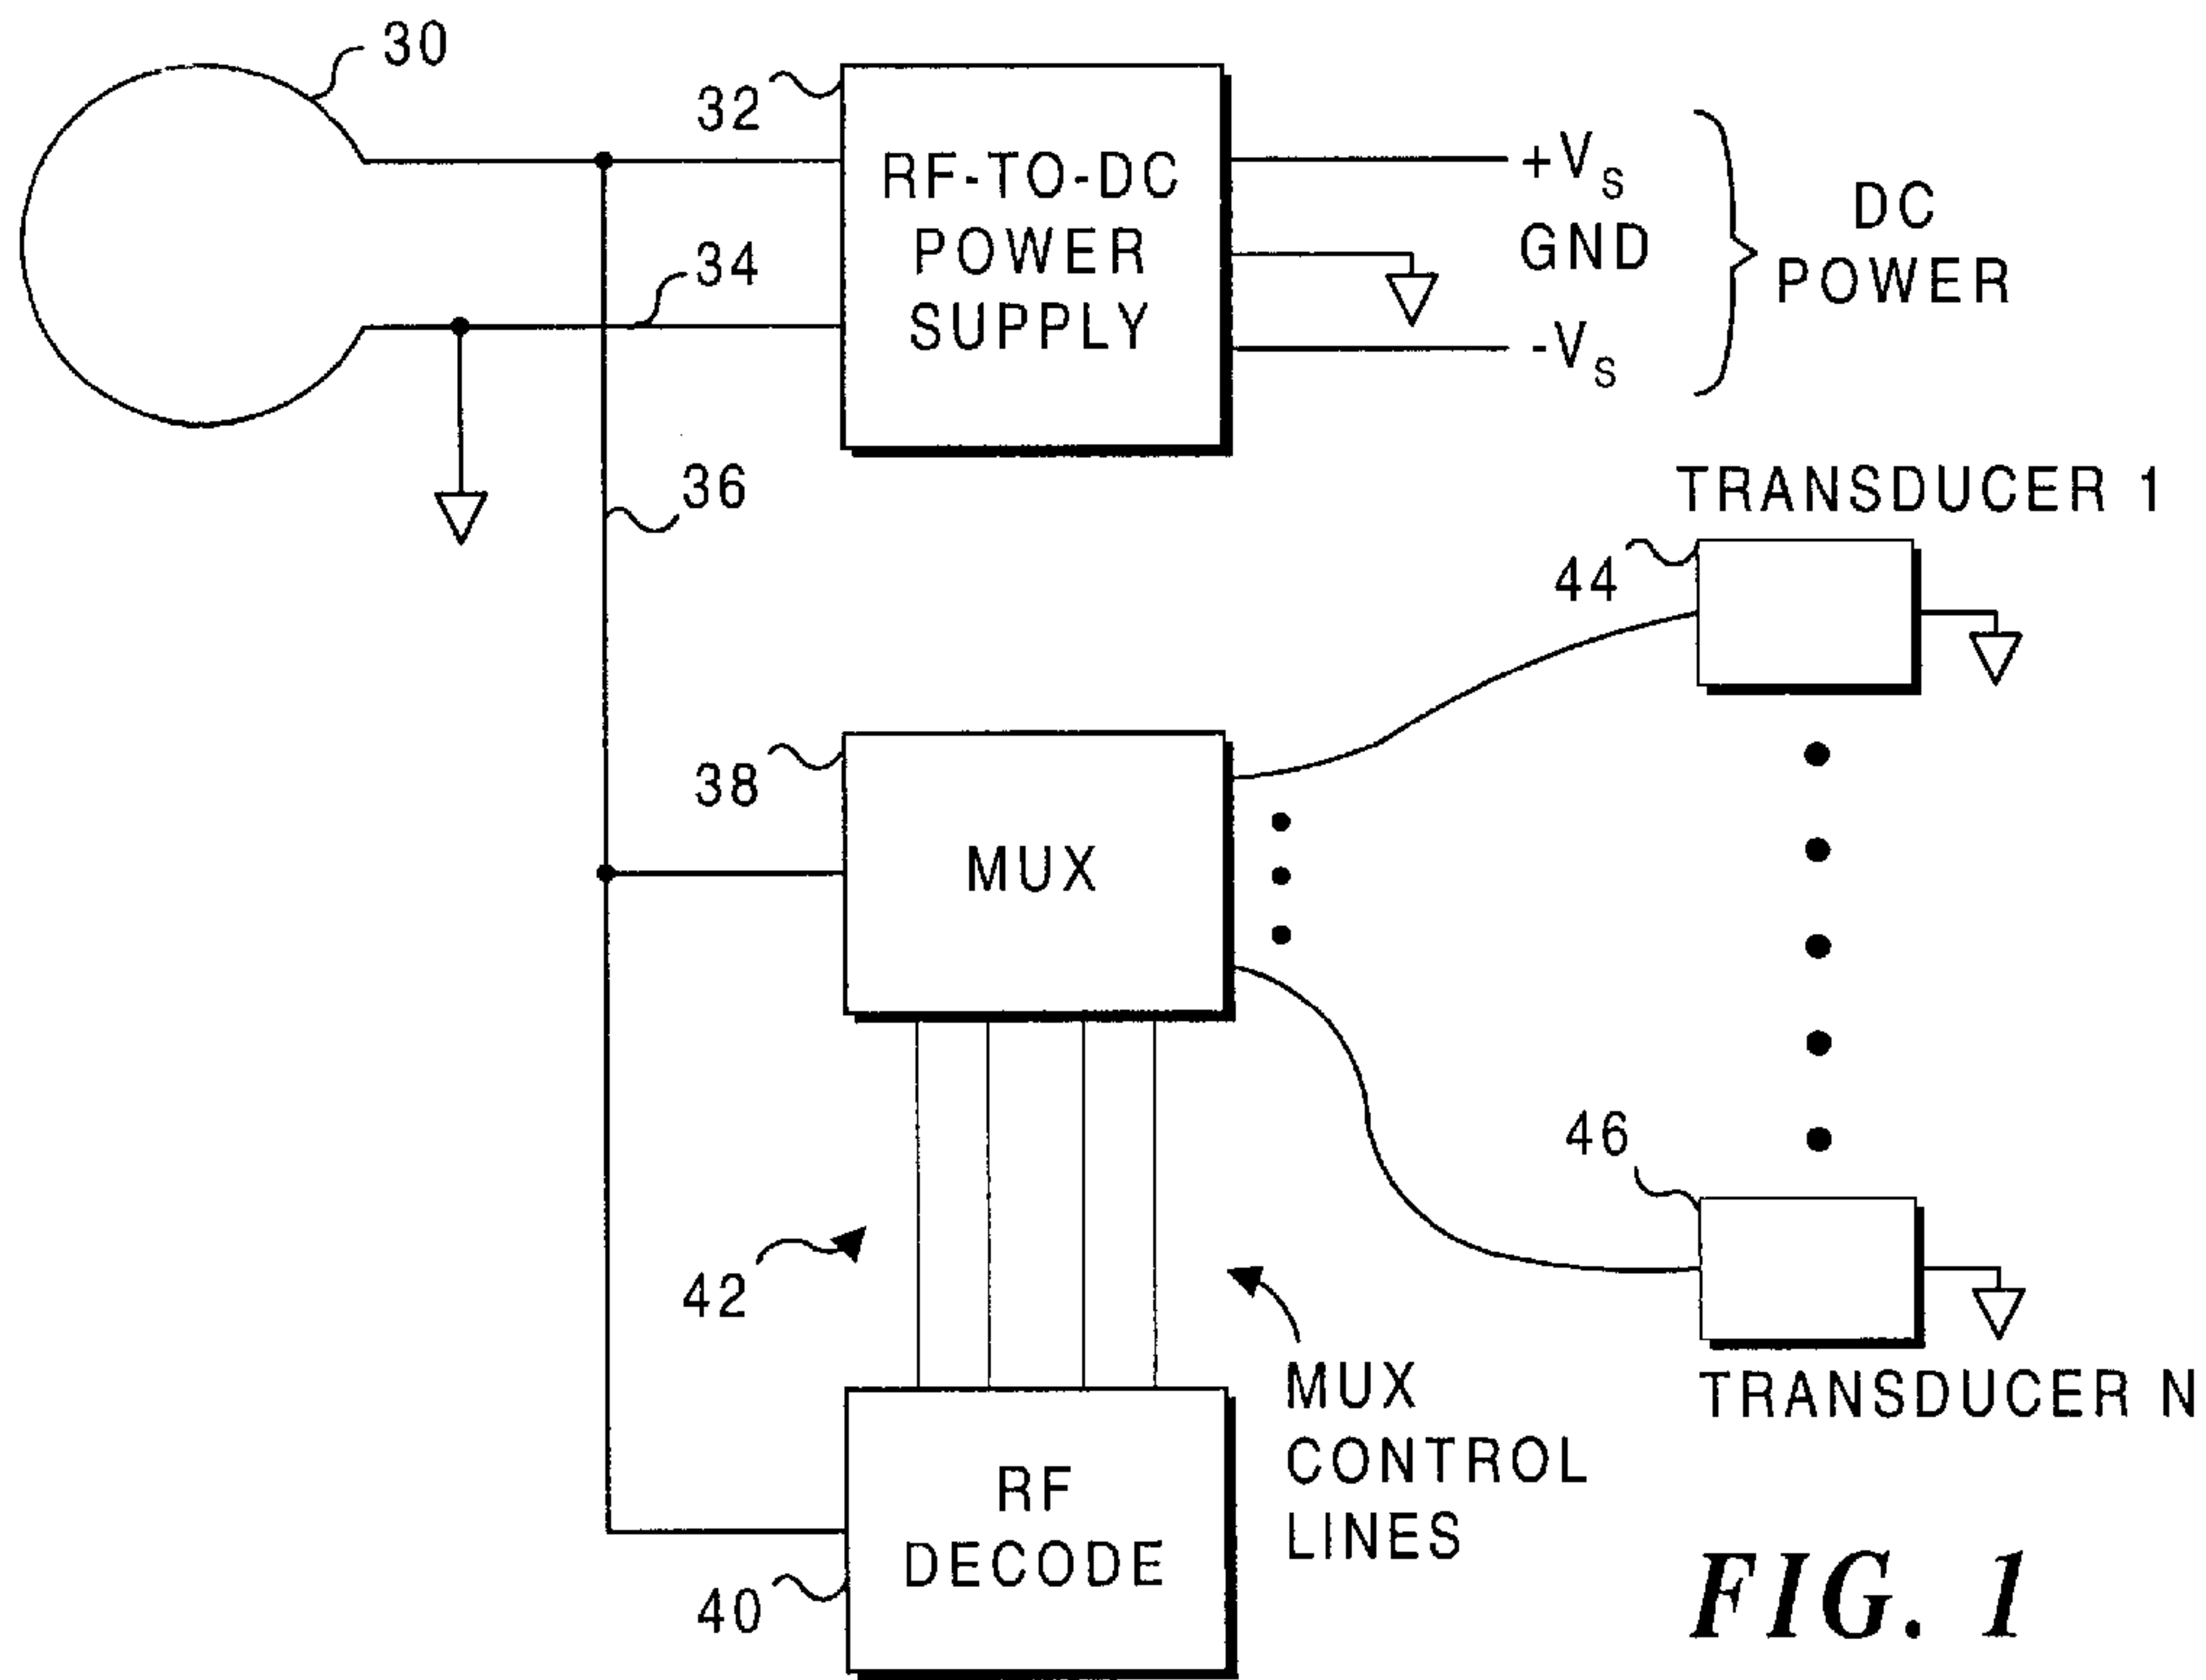 30
32
RF-TO-DC
POWER
SUPPLY
+VS
GND
-VS
DC
POWER
34
36
TRANSDUCER 1
44
38
MUX
46
42
MUX
CONTROL
LINES
TRANSDUCER N
RF
DECODE
40
FIG. 1